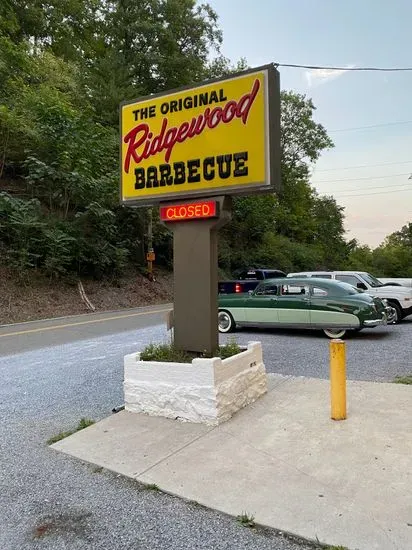 THE ORIGINAL
Ridgewood
BARBECUE
CLOSED